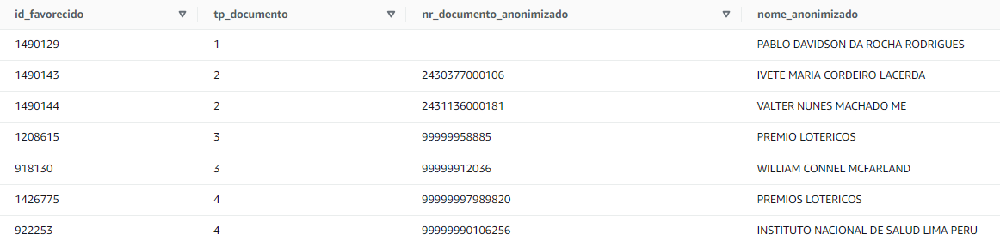 id_favorecido tp_documento nr_documento_anonimizado nome_anonimizado
1490129 1 PABLO DAVIDSON DA ROCHA RODRIGUES
1490143 2 2430377000106 IVETE MARIA CORDEIRO LACERDA
1490144 2 2431136000181 VALTER NUNES MACHADO ME
1208615 3 99999958885 PREMIO LOTERICOS
918130 3 99999912036 WILLIAM CONNEL MCFARLAND
1426775 4 99999997989820 PREMIOS LOTERICOS
922253 4 99999990106256 INSTITUTO NACIONAL DE SALUD LIMA PERU